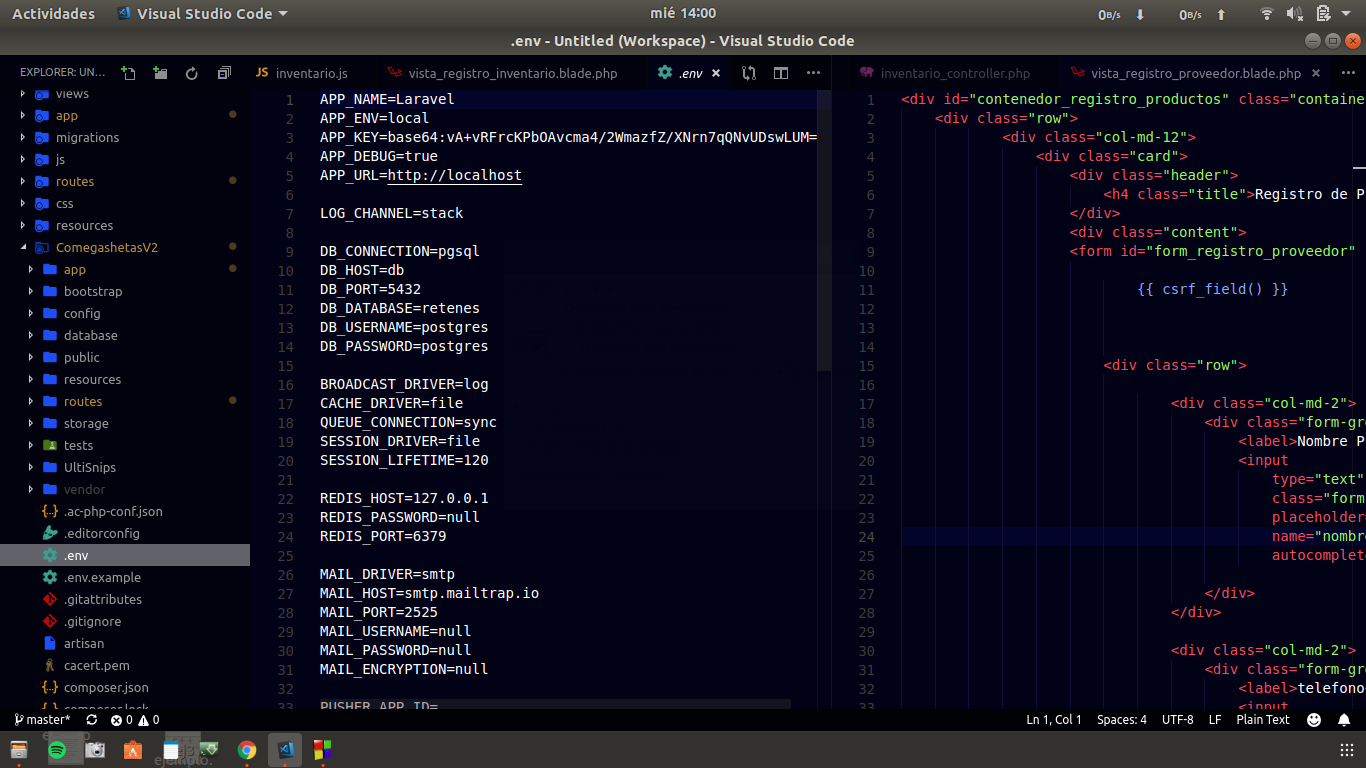 Actividades
Visual Studio Code
mié 14:00
0B/s
0B/s
.env - Untitled (Workspace) - Visual Studio Code
EXPLORER: UN...
views
app
migrations
js
routes
css
resources
ComegashetasV2
app
bootstrap
config
database
public
resources
routes
storage
tests
UltiSnips
vendor
.ac-php-conf.json
.editorconfig
.env
.env.example
.gitattributes
.gitignore
artisan
cacert.pem
composer.json
composer.lock
JS inventario.js
vista_registro_inventario.blade.php
.env
1 APP_NAME=Laravel
2 APP_ENV=local
3 APP_KEY=base64:vA+vRFrcKPbOAvcma4/2WmazfZ/XNrn7qQNvUDswLUM=
4 APP_DEBUG=true
5 APP_URL=http://localhost
6
7 LOG_CHANNEL=stack
8
9 DB_CONNECTION=pgsql
10 DB_HOST=db
11 DB_PORT=5432
12 DB_DATABASE=retenes
13 DB_USERNAME=postgres
14 DB_PASSWORD=postgres
15
16 BROADCAST_DRIVER=log
17 CACHE_DRIVER=file
18 QUEUE_CONNECTION=sync
19 SESSION_DRIVER=file
20 SESSION_LIFETIME=120
21
22 REDIS_HOST=127.0.0.1
23 REDIS_PASSWORD=null
24 REDIS_PORT=6379
25
26 MAIL_DRIVER=smtp
27 MAIL_HOST=smtp.mailtrap.io
28 MAIL_PORT=2525
29 MAIL_USERNAME=null
30 MAIL_PASSWORD=null
31 MAIL_ENCRYPTION=null
32
33 PUSHER_APP_ID=
inventario_controller.php
vista_registro_proveedor.blade.php
1 <div id="contenedor_registro_productos" class="containe
2 <div class="row">
3 <div class="col-md-12">
4 <div class="card">
5 <div class="header">
6 <h4 class="title">Registro de P
7 </div>
8 <div class="content">
9 <form id="form_registro_proveedor"
10
11 {{ csrf_field() }}
12
13
14
15 <div class="row">
16
17 <div class="col-md-2">
18 <div class="form-gr
19 <label>Nombre P
20 <input
21 type="text"
22 class="form
23 placeholder=
24 name="nombre
25 autocomplete
26
27 </div>
28 </div>
29
30 <div class="col-md-2">
31 <div class="form-gr
32 <label>telefono
33 <input
master*
0
0
Ln 1, Col 1
Spaces: 4
UTF-8
LF
Plain Text
ejemplo.